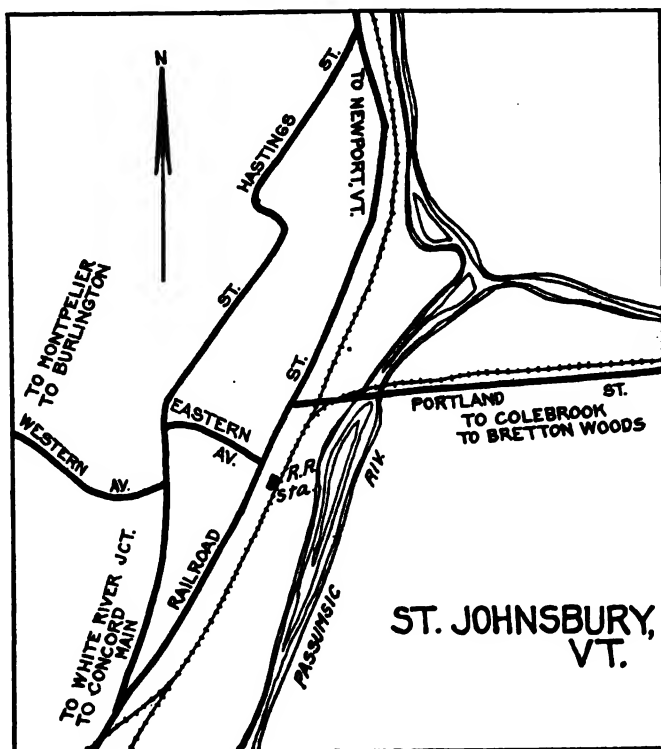 N
HASTINGS ST.
ST.
TO NEWPORT, VT.
TO MONTPELIER
TO BURLINGTON
WESTERN
AV.
EASTERN
AV.
ST.
PORTLAND ST.
TO COLEBROOK
TO BRETTON WOODS
R.R.
Sta.
RIV.
RAILROAD
PASSUMSIC
TO WHITE RIVER JCT.
TO CONCORD
MAIN
ST. JOHNSBURY,
VT.